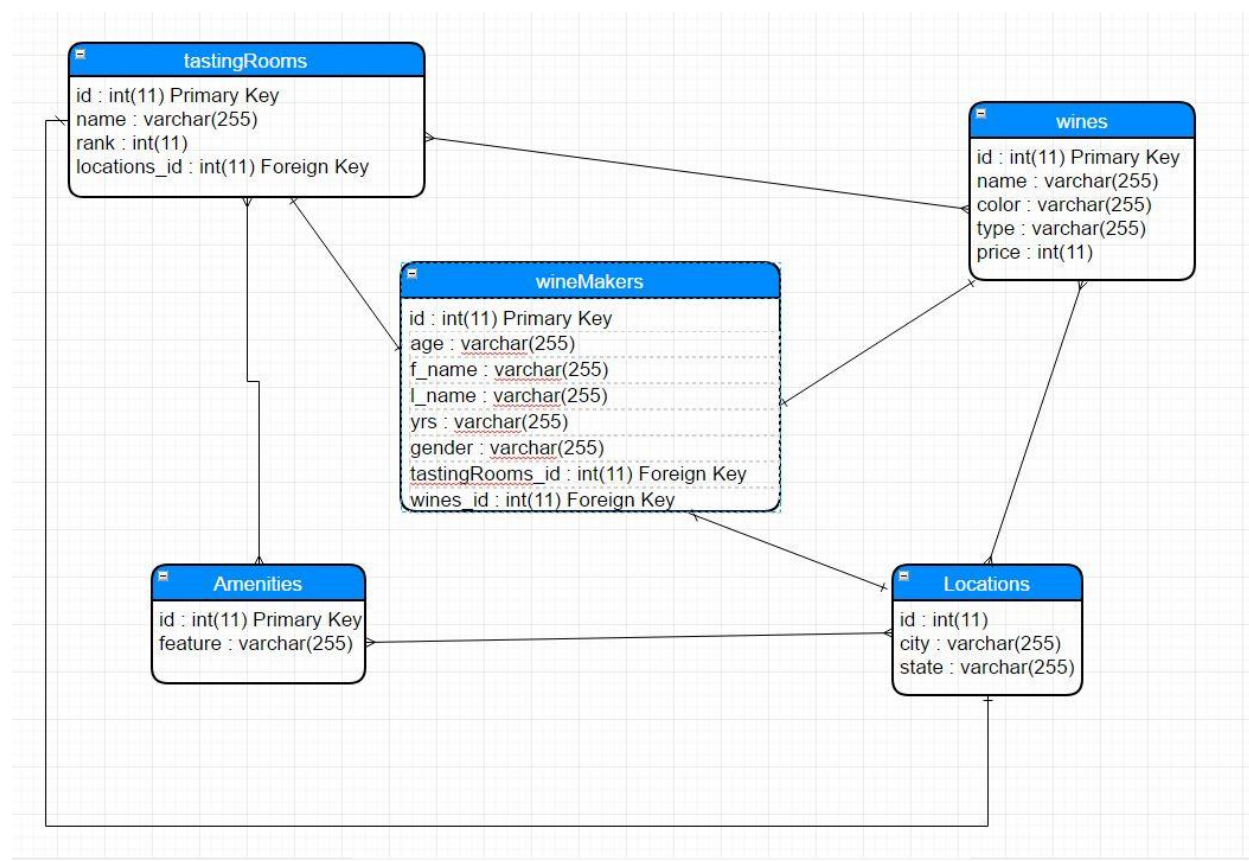 tastingRooms
id : int(11) Primary Key
name : varchar(255)
rank : int(11)
locations_id : int(11) Foreign Key
wines
id : int(11) Primary Key
name : varchar(255)
color : varchar(255)
type : varchar(255)
price : int(11)
wineMakers
id : int(11) Primary Key
age : varchar(255)
f_name : varchar(255)
l_name : varchar(255)
yrs : varchar(255)
gender : varchar(255)
tastingRooms_id : int(11) Foreign Key
wines_id : int(11) Foreign Key
Amenities
id : int(11) Primary Key
feature : varchar(255)
Locations
id : int(11)
city : varchar(255)
state : varchar(255)